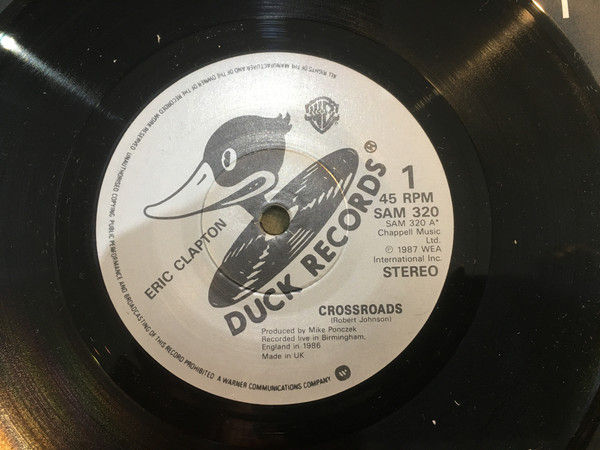 ALL RIGHTS OF THE MANUFACTURER AND OF THE OWNER OF THE RECORDED WORK RESERVED. UNAUTHORISED COPYING, PUBLIC PERFORMANCE AND BROADCASTING OF THIS RECORD PROHIBITED
A WARNER COMMUNICATIONS COMPANY
ERIC CLAPTON
DUCK RECORDS
1
45 RPM
SAM 320
SAM 320 A*
Chappell Music
Ltd.
℗ 1987 WEA
International Inc.
STEREO
CROSSROADS
(Robert Johnson)
Produced by Mike Ponczek
Recorded live in Birmingham,
England in 1986
Made in UK